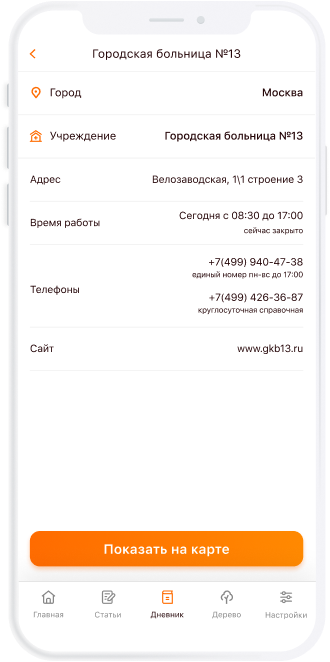 Городская больница №13
Город Москва
Учреждение Городская больница №13
Адрес Велозаводская, 1\1 строение 3
Время работы Сегодня с 08:30 до 17:00
сейчас закрыто
Телефоны +7(499) 940-47-38
единый номер пн-вс до 17:00
+7(499) 426-36-87
круглосуточная справочная
Сайт www.gkb13.ru
Показать на карте
Главная Статьи Дневник Дерево Настройки